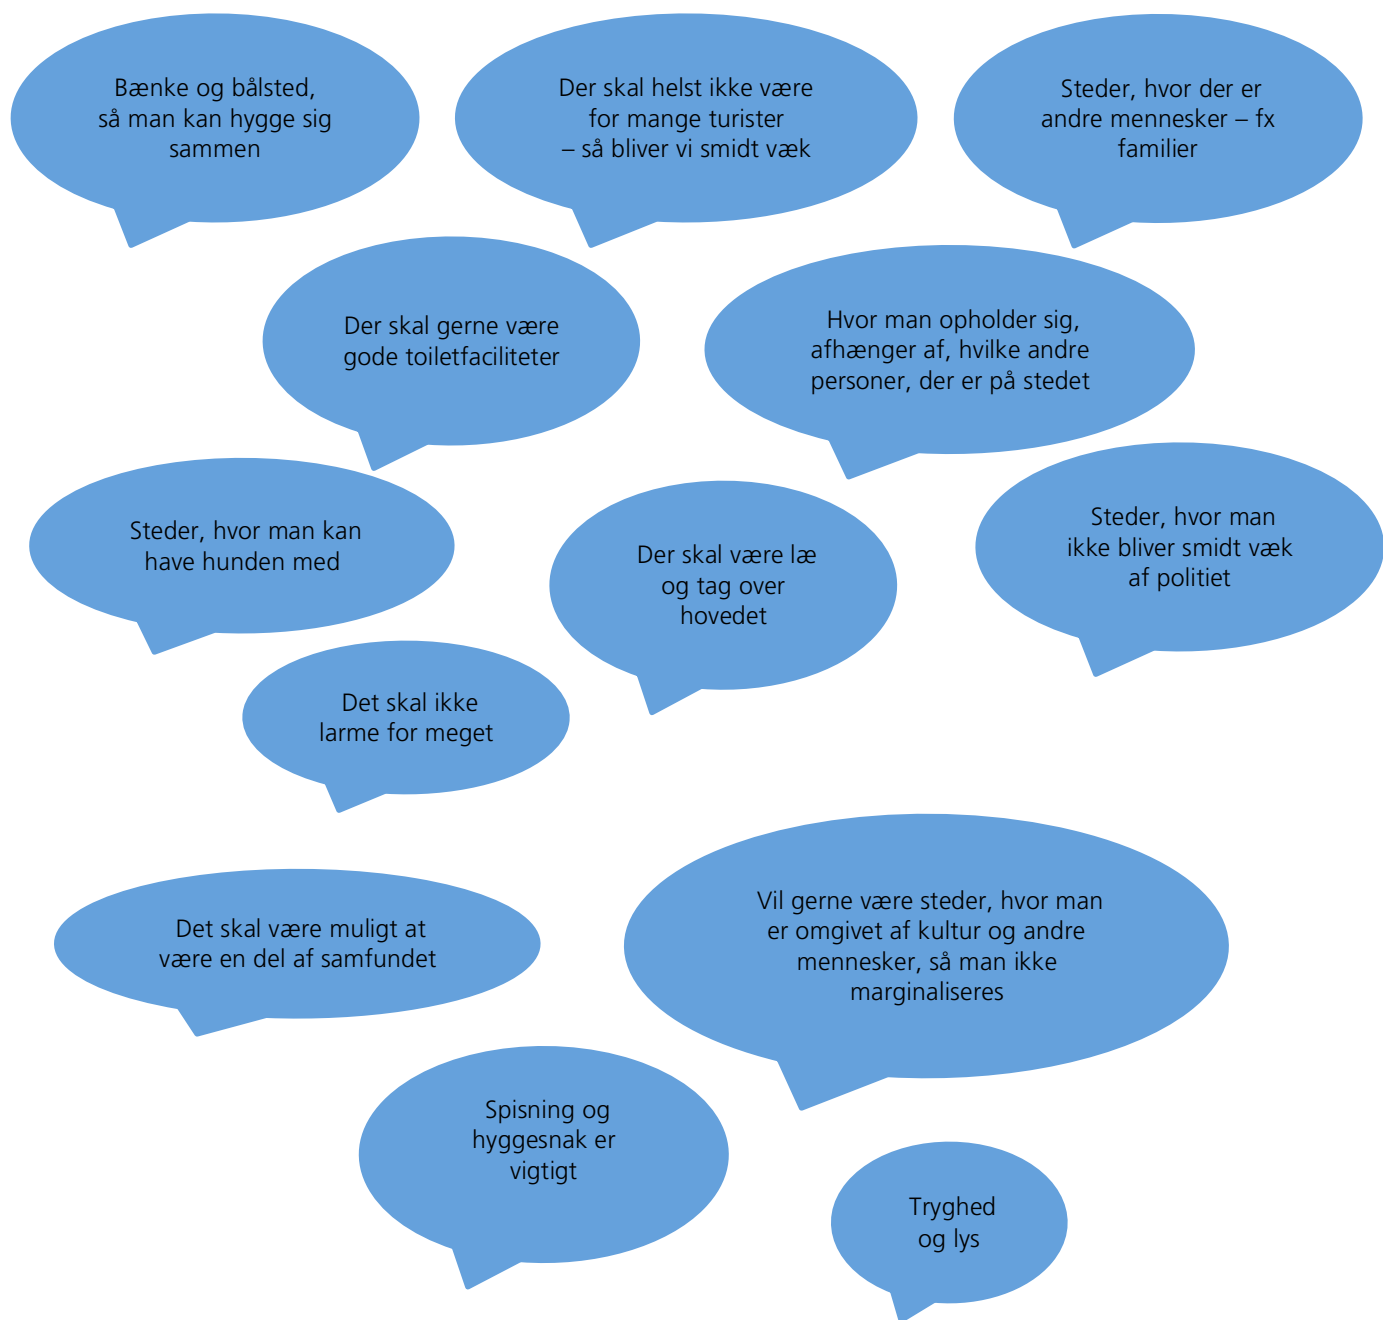 Bænke og bålsted,
så man kan hygge sig
sammen
Der skal helst ikke være
for mange turister
– så bliver vi smidt væk
Steder, hvor der er
andre mennesker – fx
familier
Der skal gerne være
gode toiletfaciliteter
Hvor man opholder sig,
afhænger af, hvilke andre
personer, der er på stedet
Steder, hvor man kan
have hunden med
Der skal være læ
og tag over
hovedet
Steder, hvor man
ikke bliver smidt væk
af politiet
Det skal ikke
larme for meget
Det skal være muligt at
være en del af samfundet
Vil gerne være steder, hvor man
er omgivet af kultur og andre
mennesker, så man ikke
marginaliseres
Spisning og
hyggesnak er
vigtigt
Tryghed
og lys